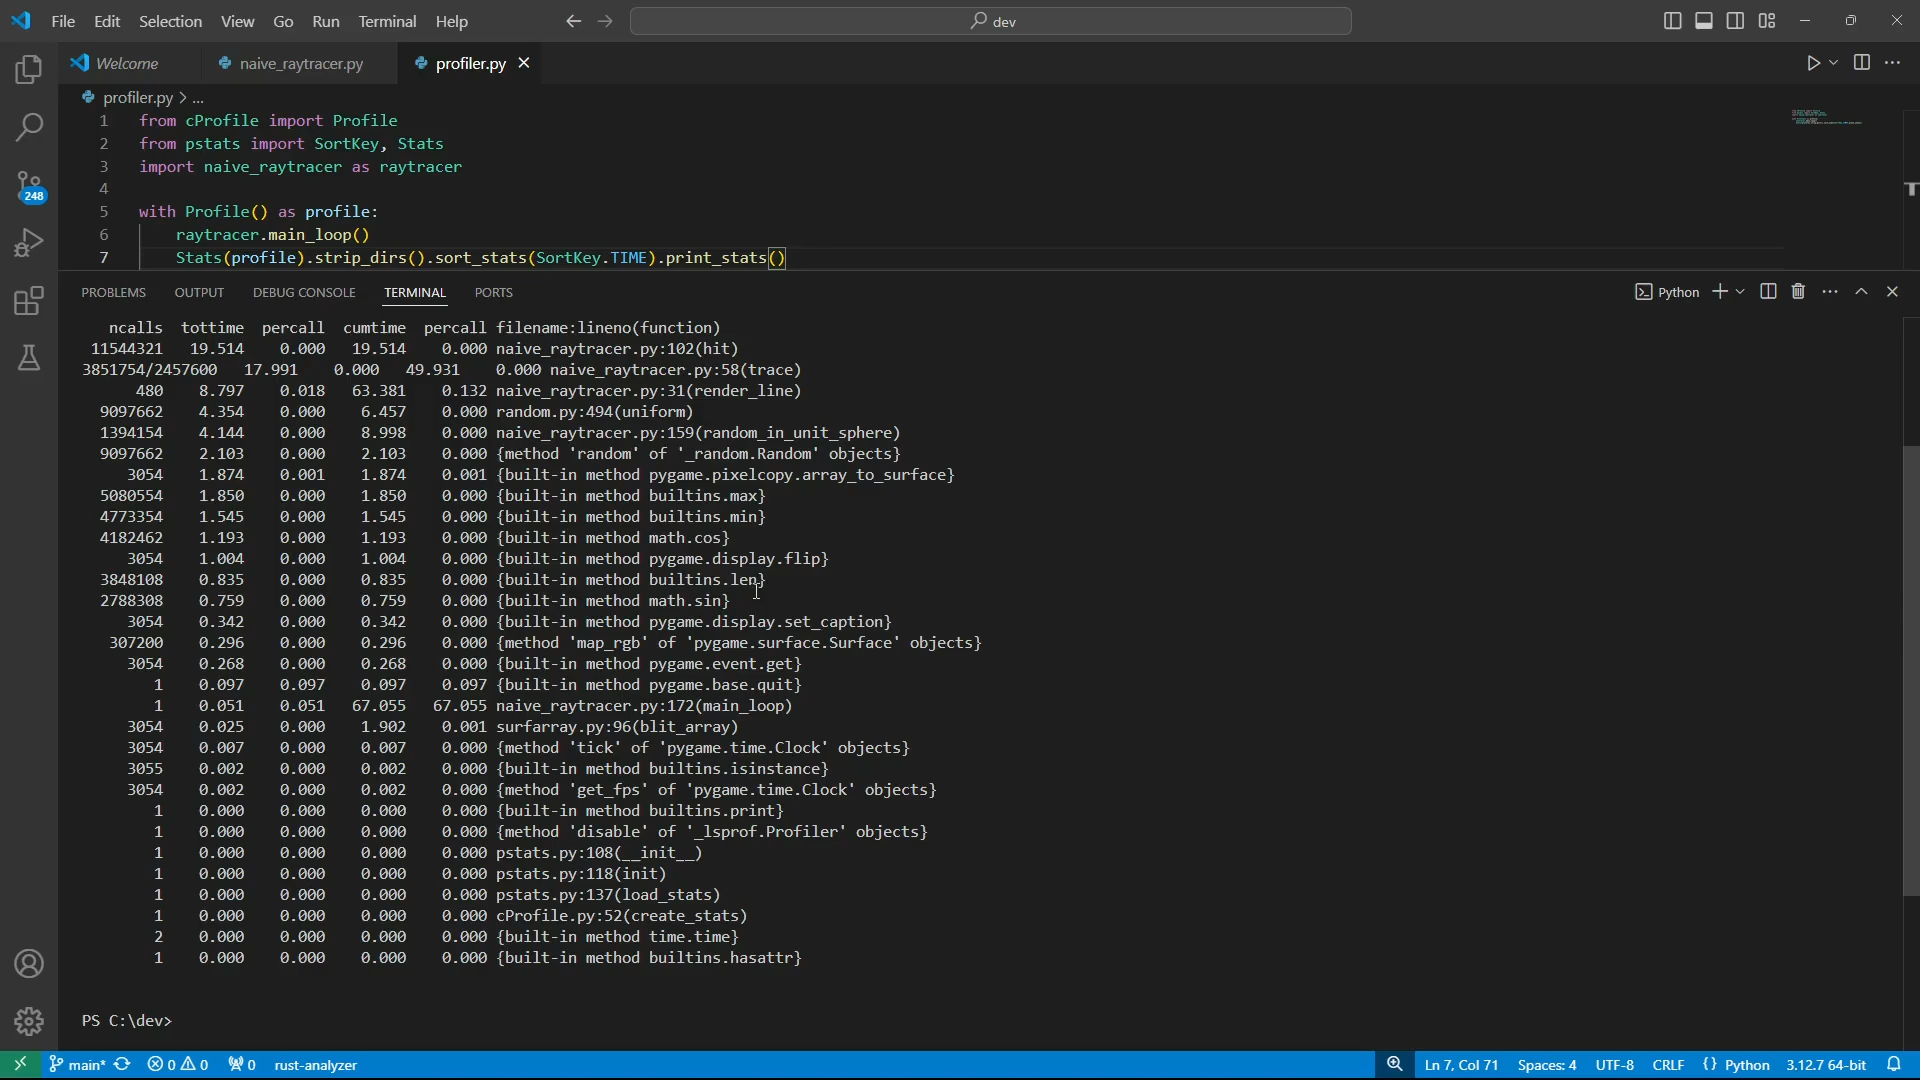 File Edit Selection View Go Run Terminal Help dev
Welcome naive_raytracer.py profiler.py
profiler.py > ...
1 from cProfile import Profile
2 from pstats import SortKey, Stats
3 import naive_raytracer as raytracer
4
5 with Profile() as profile:
6 raytracer.main_loop()
7 Stats(profile).strip_dirs().sort_stats(SortKey.TIME).print_stats()
248
PROBLEMS OUTPUT DEBUG CONSOLE TERMINAL PORTS Python
ncalls tottime percall cumtime percall filename:lineno(function)
11544321 19.514 0.000 19.514 0.000 naive_raytracer.py:102(hit)
3851754/2457600 17.991 0.000 49.931 0.000 naive_raytracer.py:58(trace)
480 8.797 0.018 63.381 0.132 naive_raytracer.py:31(render_line)
9097662 4.354 0.000 6.457 0.000 random.py:494(uniform)
1394154 4.144 0.000 8.998 0.000 naive_raytracer.py:159(random_in_unit_sphere)
9097662 2.103 0.000 2.103 0.000 {method 'random' of '_random.Random' objects}
3054 1.874 0.001 1.874 0.001 {built-in method pygame.pixelcopy.array_to_surface}
5080554 1.850 0.000 1.850 0.000 {built-in method builtins.max}
4773354 1.545 0.000 1.545 0.000 {built-in method builtins.min}
4182462 1.193 0.000 1.193 0.000 {built-in method math.cos}
3054 1.004 0.000 1.004 0.000 {built-in method pygame.display.flip}
3848108 0.835 0.000 0.835 0.000 {built-in method builtins.len}
2788308 0.759 0.000 0.759 0.000 {built-in method math.sin}
3054 0.342 0.000 0.342 0.000 {built-in method pygame.display.set_caption}
307200 0.296 0.000 0.296 0.000 {method 'map_rgb' of 'pygame.surface.Surface' objects}
3054 0.268 0.000 0.268 0.000 {built-in method pygame.event.get}
1 0.097 0.097 0.097 0.097 {built-in method pygame.base.quit}
1 0.051 0.051 67.055 67.055 naive_raytracer.py:172(main_loop)
3054 0.025 0.000 1.902 0.001 surfarray.py:96(blit_array)
3054 0.007 0.000 0.007 0.000 {method 'tick' of 'pygame.time.Clock' objects}
3055 0.002 0.000 0.002 0.000 {built-in method builtins.isinstance}
3054 0.002 0.000 0.002 0.000 {method 'get_fps' of 'pygame.time.Clock' objects}
1 0.000 0.000 0.000 0.000 {built-in method builtins.print}
1 0.000 0.000 0.000 0.000 {method 'disable' of '_lsprof.Profiler' objects}
1 0.000 0.000 0.000 0.000 pstats.py:108(__init__)
1 0.000 0.000 0.000 0.000 pstats.py:118(init)
1 0.000 0.000 0.000 0.000 pstats.py:137(load_stats)
1 0.000 0.000 0.000 0.000 cProfile.py:52(create_stats)
2 0.000 0.000 0.000 0.000 {built-in method time.time}
1 0.000 0.000 0.000 0.000 {built-in method builtins.hasattr}
PS C:\dev>
main* 0 0 0 rust-analyzer Ln 7, Col 71 Spaces: 4 UTF-8 CRLF {} Python 3.12.7 64-bit